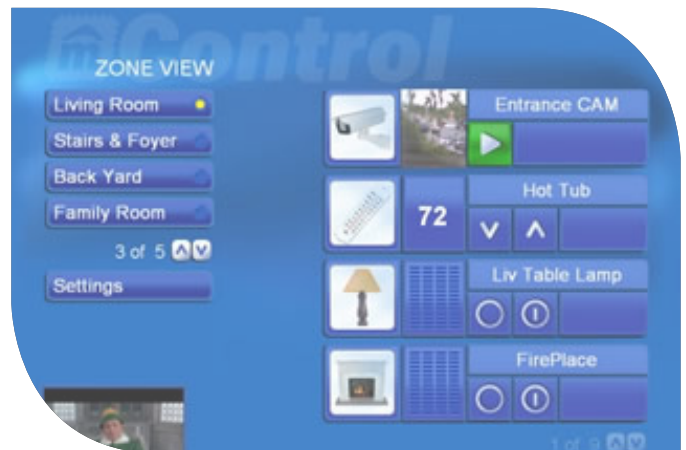 mControl
ZONE VIEW
Living Room
Stairs & Foyer
Back Yard
Family Room
3 of 5
Settings
Entrance CAM
Hot Tub
72
Liv Table Lamp
FirePlace
1 of 9